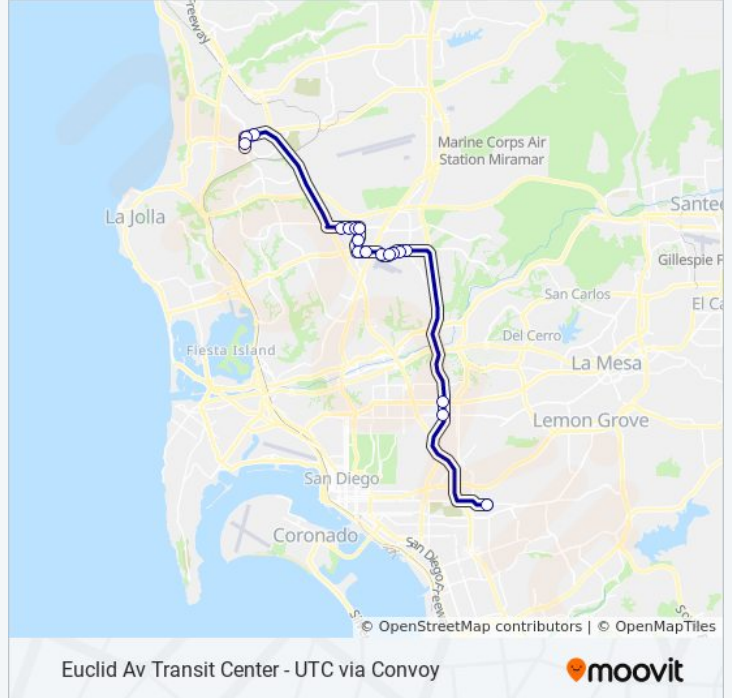 Freeway
Marine Corps Air
Station Miramar
La Jolla
Santee
Gillespie F
San Carlos
El Ca
Fiesta Island
Del Cerro
La Mesa
Lemon Grove
San Diego
Coronado
San Diego Freeway
© OpenStreetMap contributors | © OpenMapTiles
Euclid Av Transit Center - UTC via Convoy
moovit